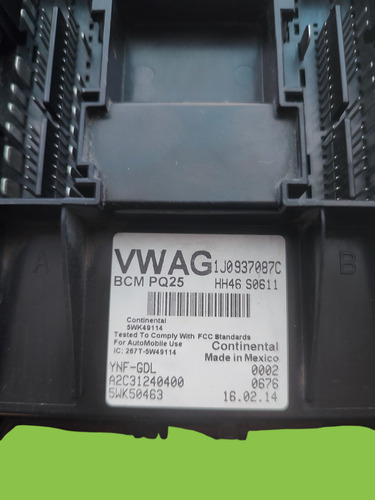 A
B
VWAG 1J0937087C
BCM PQ25 HH46 S0611
Continental
5WK49114
Tested To Comply With FCC Standards
For AutoMobile Use
IC: 267T-5W49114
Continental
Made in Mexico
YNF-GDL 0002
A2C31240400 0676
5WK50463 16.02.14